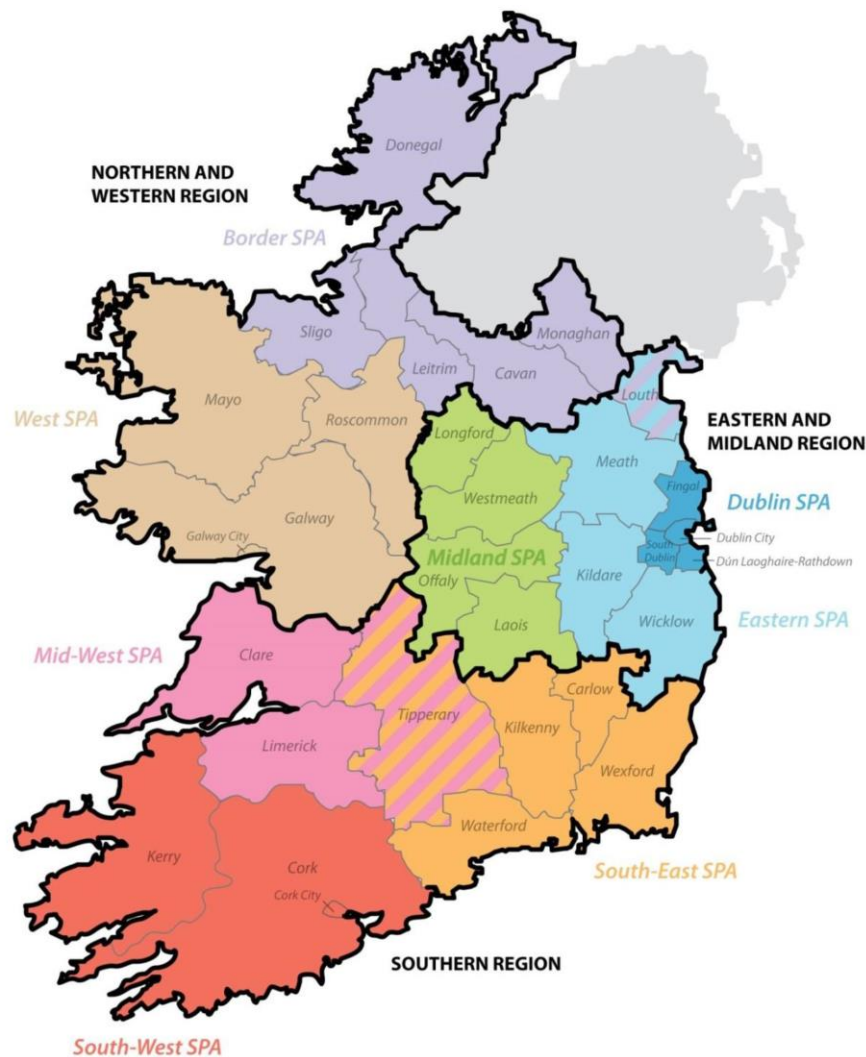 Donegal
NORTHERN AND
WESTERN REGION
Border SPA
Monaghan
Sligo
Leitrim
Cavan
Louth
Mayo
West SPA
Roscommon
Longford
EASTERN AND
MIDLAND REGION
Meath
Fingal
Westmeath
Dublin SPA
Galway
Galway City
Dublin City
South
Dublin
Dún Laoghaire-Rathdown
Midland SPA
Offaly
Kildare
Laois
Wicklow
Eastern SPA
Mid-West SPA
Clare
Carlow
Tipperary
Kilkenny
Limerick
Wexford
Waterford
Kerry
Cork
South-East SPA
Cork City
SOUTHERN REGION
South-West SPA